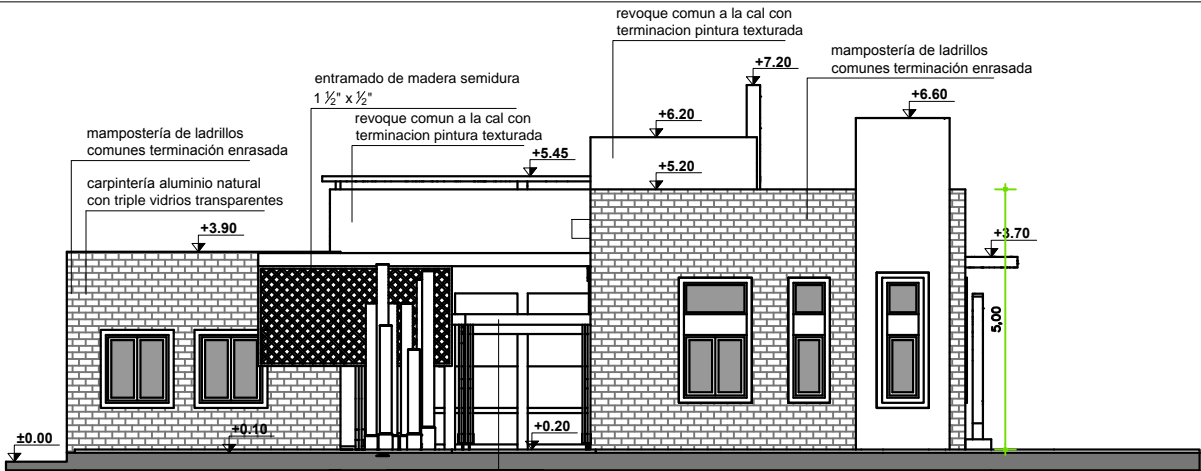 revoque comun a la cal con
terminacion pintura texturada
mampostería de ladrillos
comunes terminación enrasada
+7.20
entramado de madera semidura
1 ½" x ½"
+6.60
revoque comun a la cal con
terminacion pintura texturada
+6.20
mampostería de ladrillos
comunes terminación enrasada
+5.45
+5.20
carpintería aluminio natural
con triple vidrios transparentes
+3.90
+3.70
5,00
±0.00
+0.10
+0.20